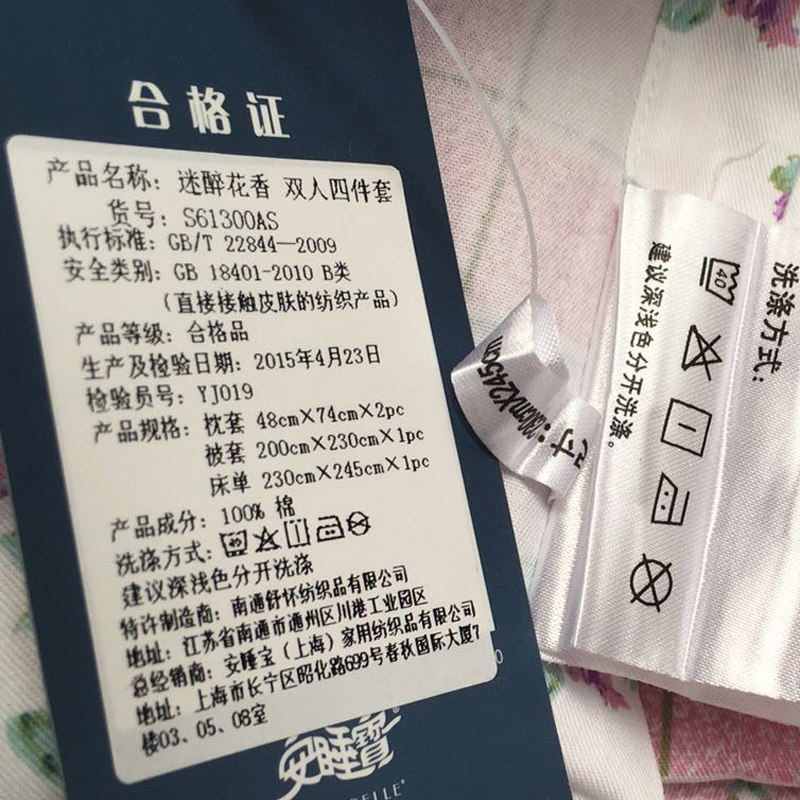 合格证
产品名称: 迷醉花香 双人四件套
货号: S61300AS
执行标准: GB/T 22844—2009
安全类别: GB 18401-2010 B类
(直接接触皮肤的纺织产品)
产品等级: 合格品
生产及检验日期: 2015年4月23日
检验员号: YJ019
产品规格: 枕套 48cm×74cm×2pc
被套 200cm×230cm×1pc
床单 230cm×245cm×1pc
产品成分: 100% 棉
洗涤方式: 40
建议深浅色分开洗涤
特许制造商: 南通舒怀纺织品有限公司
地址: 江苏省南通市通州区川港工业园区
总经销商: 安睡宝(上海)家用纺织品有限公司
地址: 上海市长宁区昭化路699号春秋国际大厦7
楼03、05、08室
安睡寶
洗涤方式:
40
建议深浅色分开洗涤。
寸: 230cmX245cm